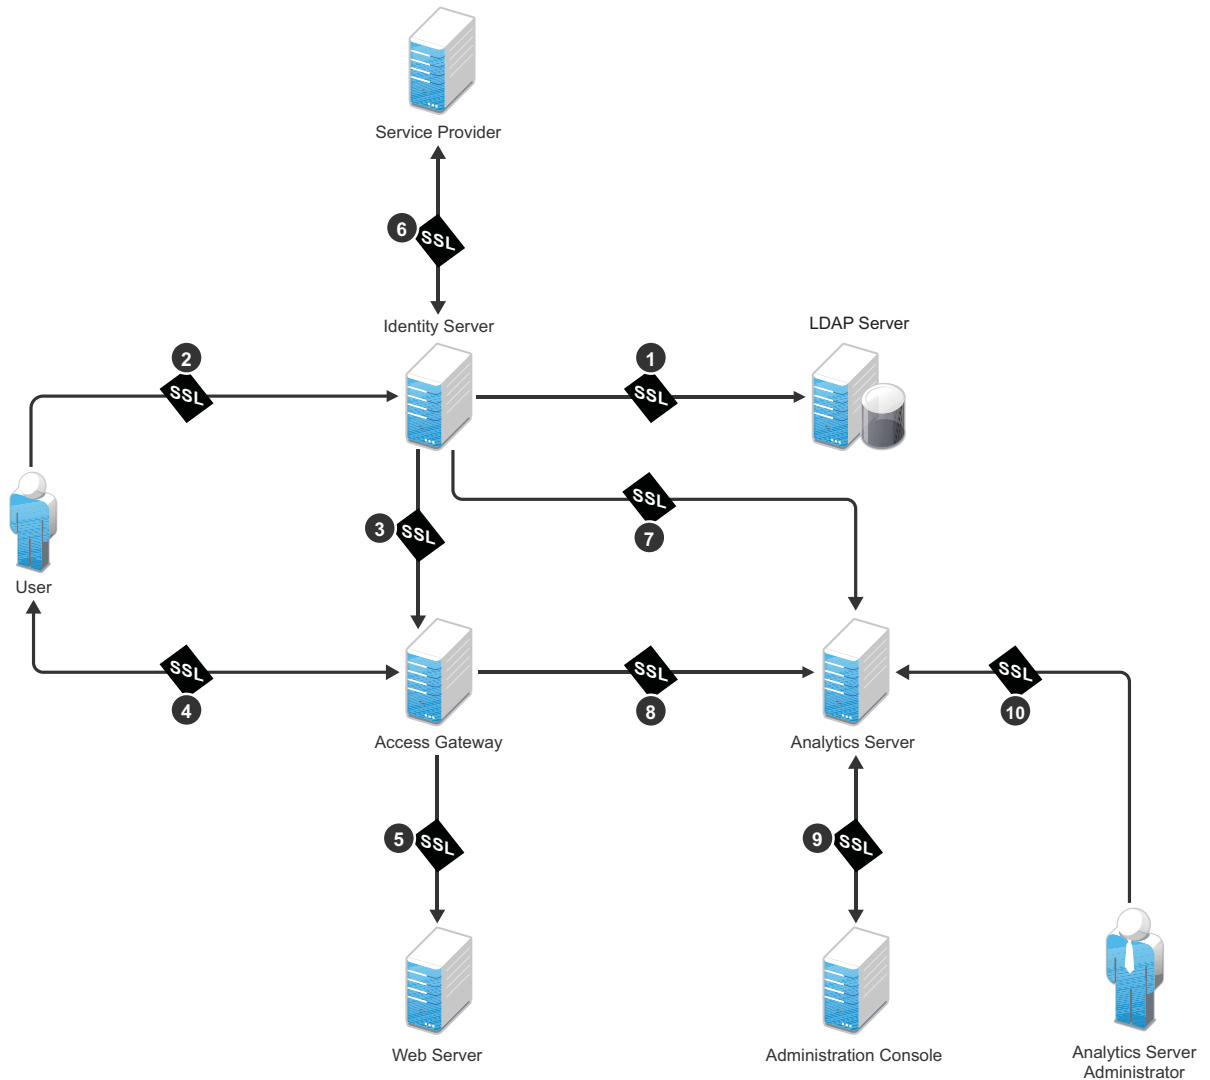 Service Provider
6
SSL
Identity Server
LDAP Server
2
SSL
1
SSL
3
SSL
SSL
7
User
SSL
4
SSL
8
SSL
10
Access Gateway
Analytics Server
5
SSL
9
SSL
Web Server
Administration Console
Analytics Server
Administrator